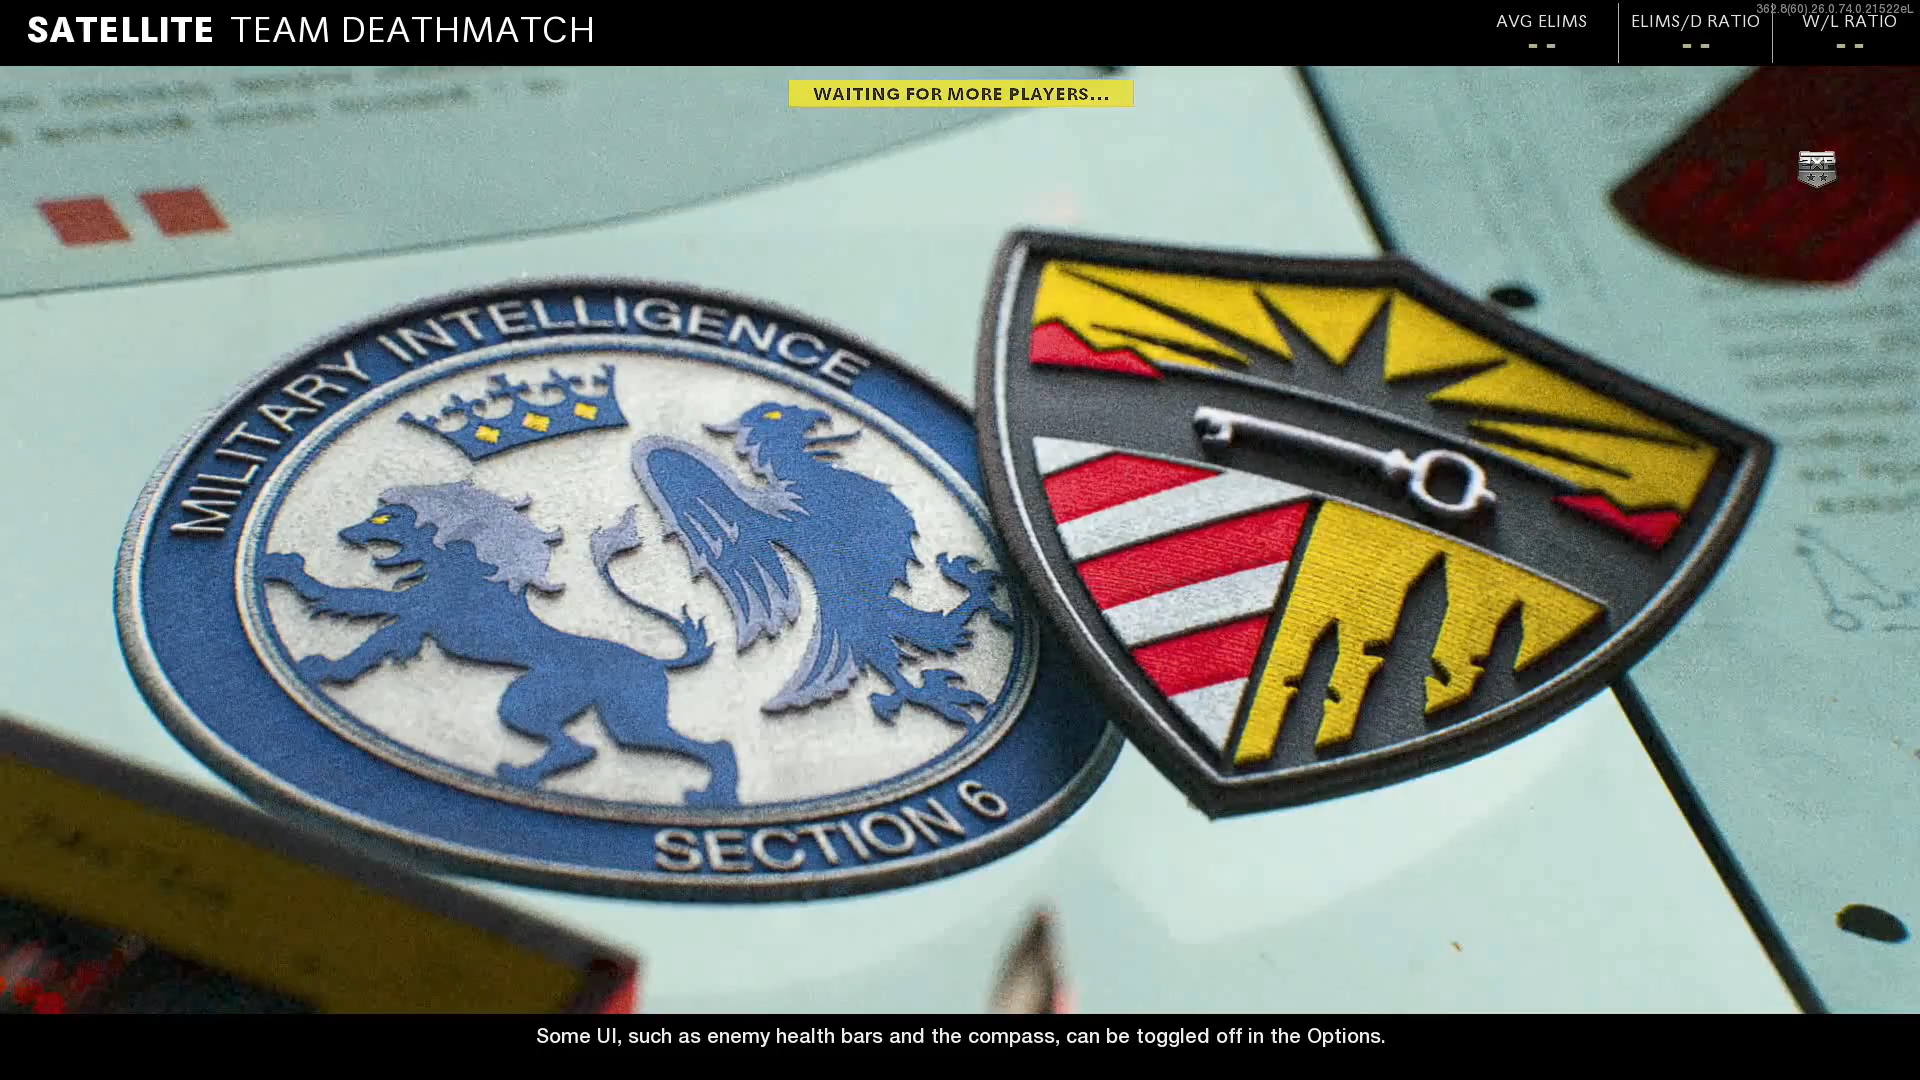 SATELLITE TEAM DEATHMATCH
362.8(60).26.0.74.0.21522eL
AVG ELIMS
--
ELIMS/D RATIO
--
W/L RATIO
--
WAITING FOR MORE PLAYERS...
2XP
MILITARY INTELLIGENCE
SECTION 6
Some UI, such as enemy health bars and the compass, can be toggled off in the Options.